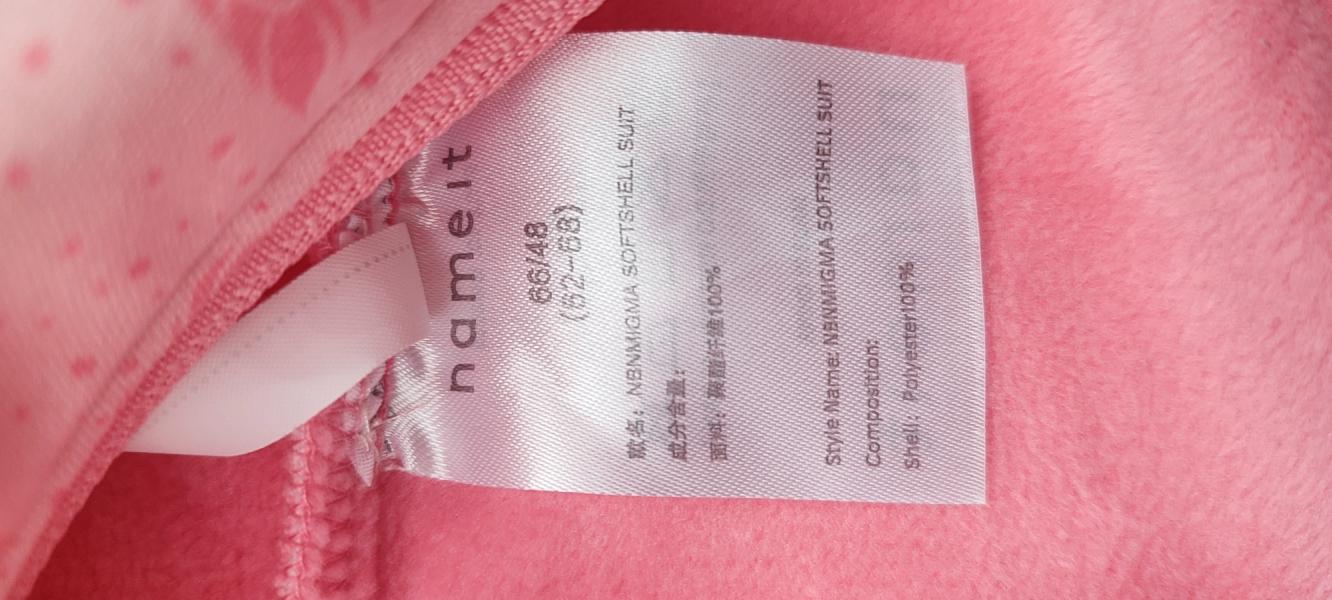 name it
66/48
(62-68)
款名: NBNMIGMA SOFTSHELL SUIT
成分含量:
面料: 聚酯纤维100%
Style Name: NBNMIGMA SOFTSHELL SUIT
Composition:
Shell: Polyester100%